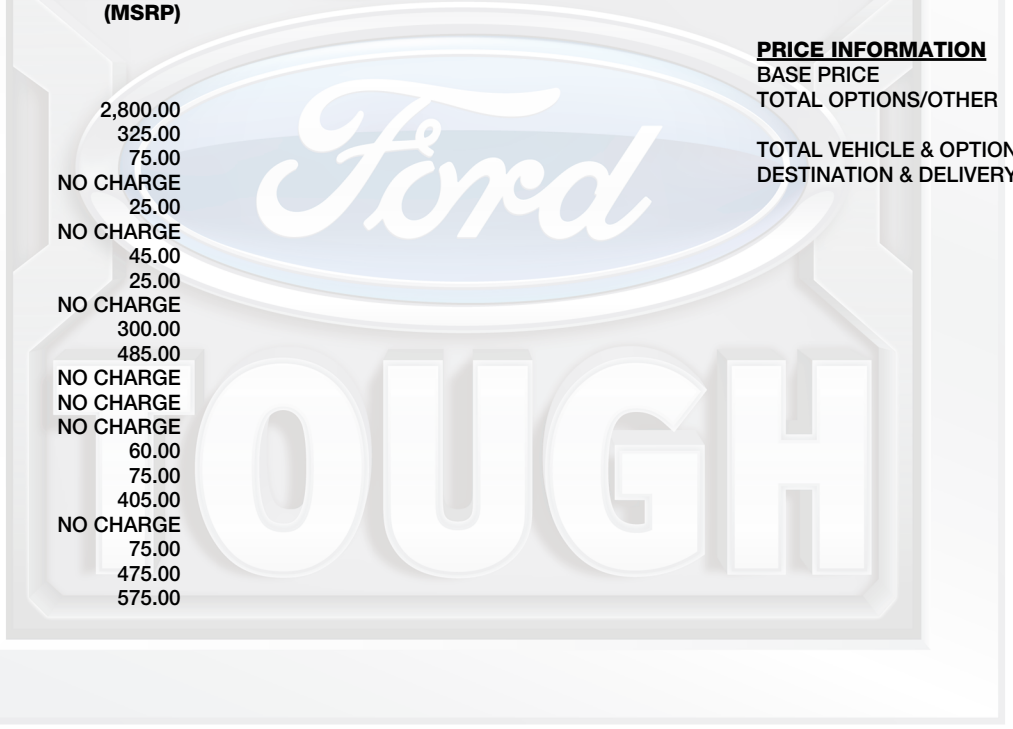 (MSRP)
2,800.00
325.00
75.00
NO CHARGE
25.00
NO CHARGE
45.00
25.00
NO CHARGE
300.00
485.00
NO CHARGE
NO CHARGE
NO CHARGE
60.00
75.00
405.00
NO CHARGE
75.00
475.00
575.00
PRICE INFORMATION
BASE PRICE
TOTAL OPTIONS/OTHER
TOTAL VEHICLE & OPTION
DESTINATION & DELIVERY
Ford
TOUGH